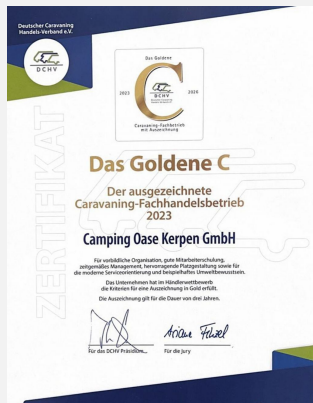 Deutscher Caravaning
Handels-Verband e.V.
DCHV
Das Goldene
2023
2026
C
DCHV
Caravaning-Fachbetrieb
mit Auszeichnung
ZERTIFIKAT
Das Goldene C
Der ausgezeichnete
Caravaning-Fachhandelsbetrieb
2023
Camping Oase Kerpen GmbH
Für vorbildliche Organisation, gute Mitarbeiterschulung,
zeitgemäßes Management, hervorragende Platzgestaltung sowie für
die moderne Serviceorientierung und beispielhaftes Umweltbewusstsein.
Das Unternehmen hat im Händlerwettbewerb
die Kriterien für eine Auszeichnung in Gold erfüllt.
Die Auszeichnung gilt für die Dauer von drei Jahren.
Für das DCHV Präsidium
Für die Jury